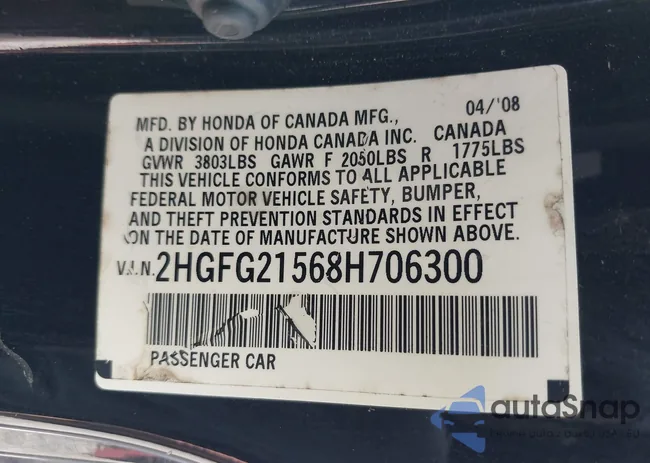 MFD. BY HONDA OF CANADA MFG., 04/'08
A DIVISION OF HONDA CANADA INC. CANADA
GVWR 3803LBS GAWR F 2050LBS R 1775LBS
THIS VEHICLE CONFORMS TO ALL APPLICABLE
FEDERAL MOTOR VEHICLE SAFETY, BUMPER,
AND THEFT PREVENTION STANDARDS IN EFFECT
ON THE DATE OF MANUFACTURE SHOWN ABOVE.
V.I.N. 2HGFG21568H706300
PASSENGER CAR
autoSnap